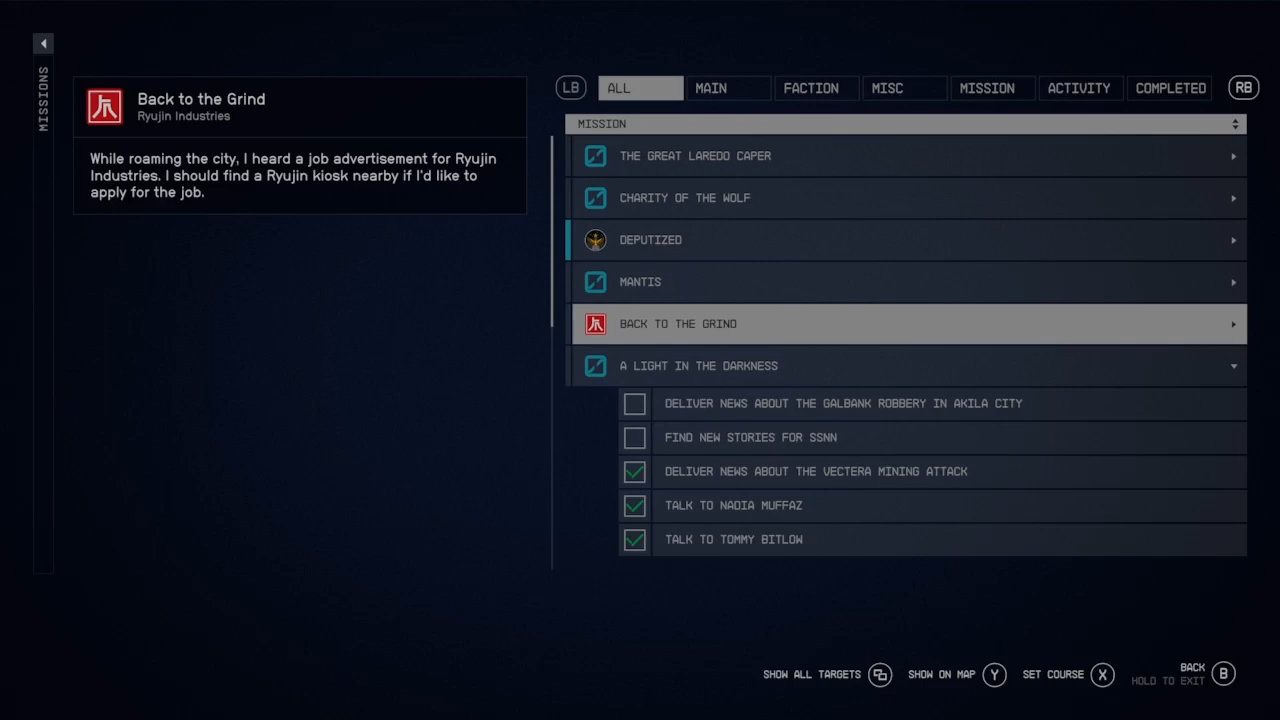 MISSIONS
Back to the Grind
Ryujin Industries
While roaming the city, I heard a job advertisement for Ryujin
Industries. I should find a Ryujin kiosk nearby if I'd like to
apply for the job.
LB ALL MAIN FACTION MISC MISSION ACTIVITY COMPLETED RB
MISSION
THE GREAT LAREDO CAPER
CHARITY OF THE WOLF
DEPUTIZED
MANTIS
BACK TO THE GRIND
A LIGHT IN THE DARKNESS
DELIVER NEWS ABOUT THE GALBANK ROBBERY IN AKILA CITY
FIND NEW STORIES FOR SSNN
DELIVER NEWS ABOUT THE VECTERA MINING ATTACK
TALK TO NADIA MUFFAZ
TALK TO TOMMY BITLOW
SHOW ALL TARGETS SHOW ON MAP Y SET COURSE X BACK B
HOLD TO EXIT